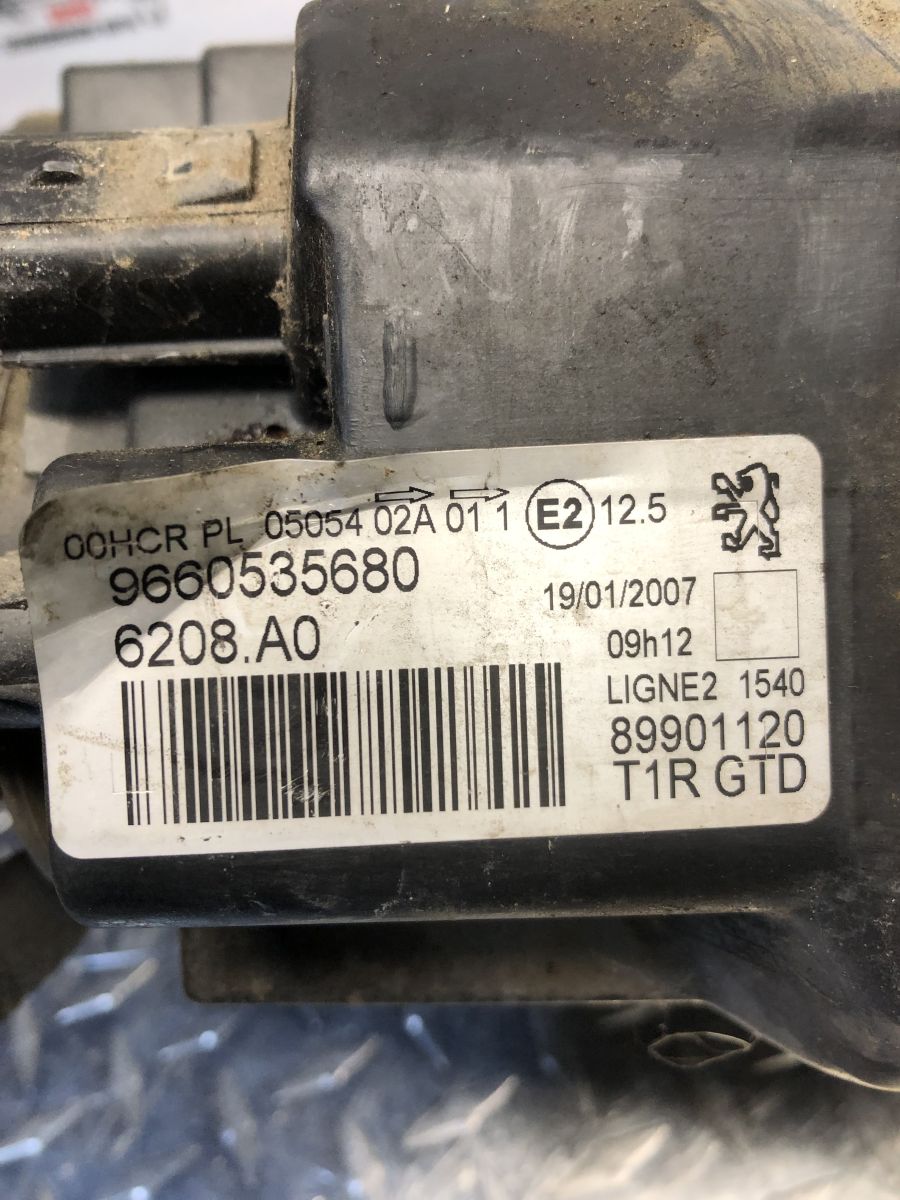 00HCR PL 05054 02A 01 1 E2 12.5
9660535680
6208.A0
19/01/2007
09h12
LIGNE2 1540
89901120
T1R GTD